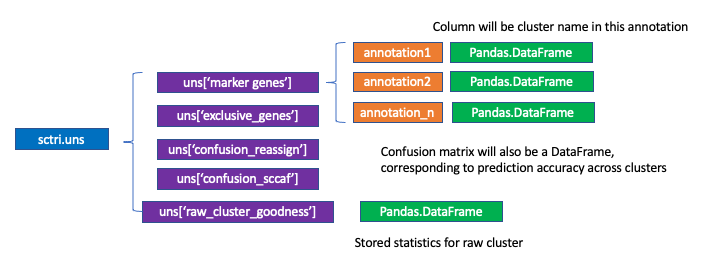 Column will be cluster name in this annotation
annotation1 Pandas.DataFrame
uns[‘marker genes’] annotation2 Pandas.DataFrame
uns[‘exclusive_genes’] annotation_n Pandas.DataFrame
sctri.uns
uns[‘confusion_reassign’]
Confusion matrix will also be a DataFrame,
corresponding to prediction accuracy across clusters
uns[‘confusion_sccaf’]
uns[‘raw_cluster_goodness’] Pandas.DataFrame
Stored statistics for raw cluster